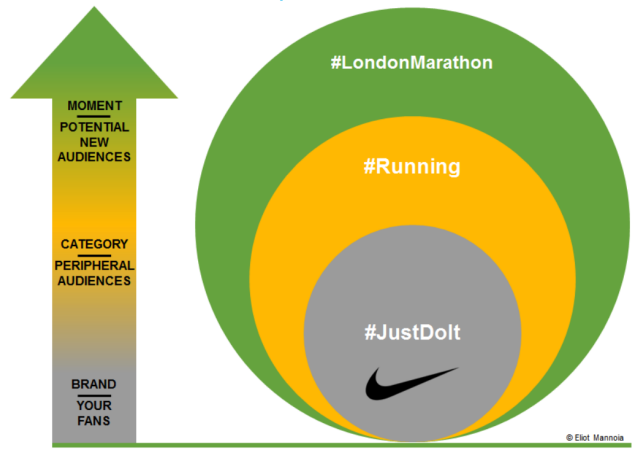 MOMENT
POTENTIAL
NEW
AUDIENCES
CATEGORY
PERIPHERAL
AUDIENCES
BRAND
YOUR
FANS
#LondonMarathon
#Running
#JustDoIt
© Eliot Mannoia